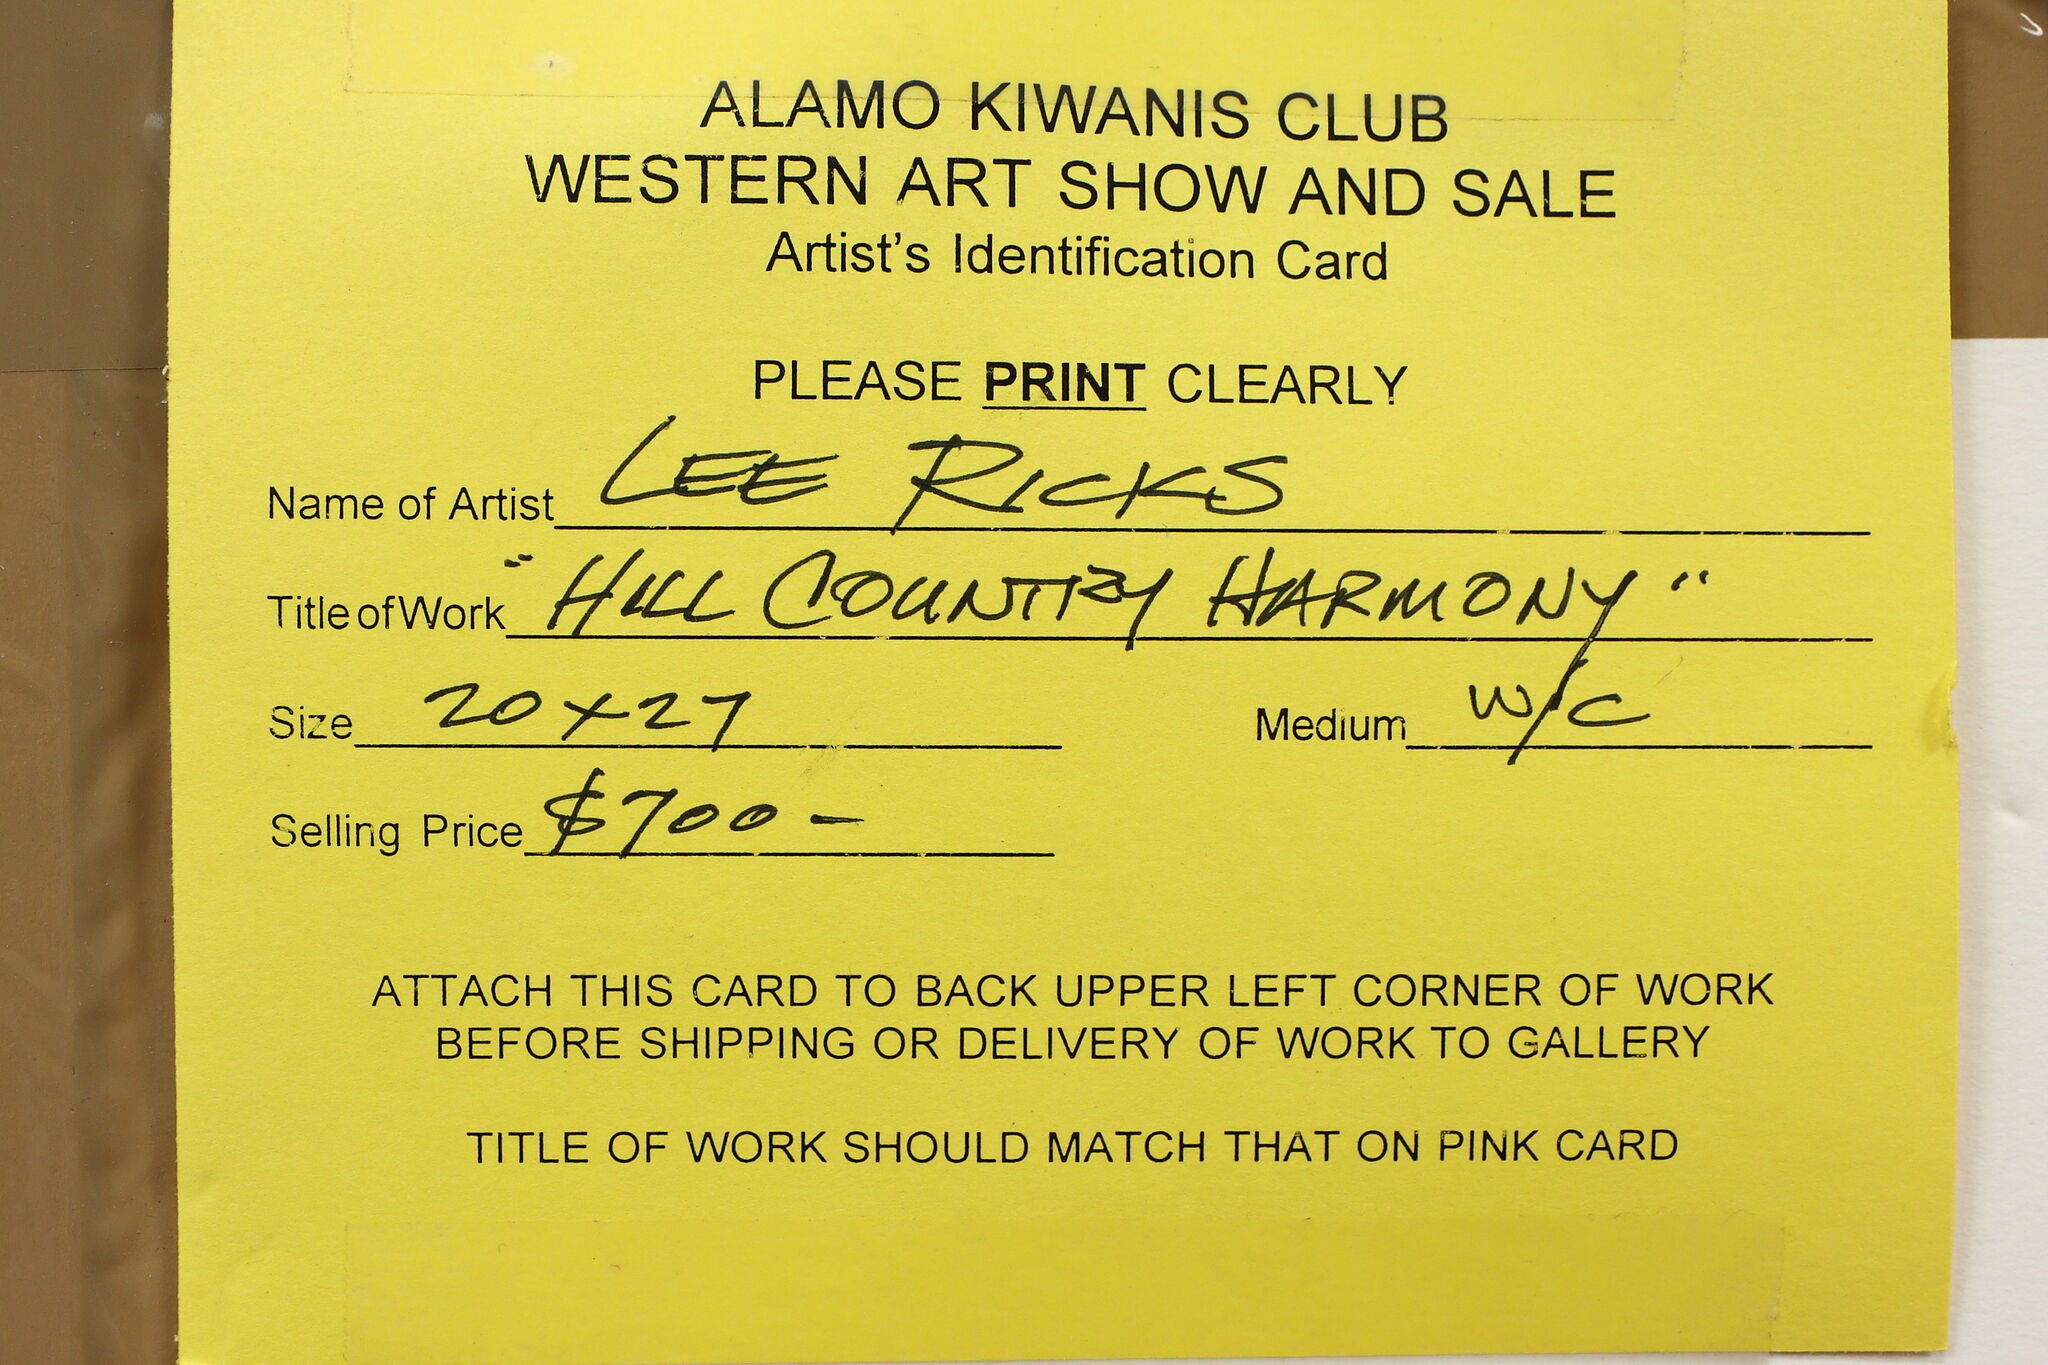 ALAMO KIWANIS CLUB
WESTERN ART SHOW AND SALE
Artist's Identification Card
PLEASE PRINT CLEARLY
Name of Artist LEE RICKS
Title of Work "HILL COUNTRY HARMONY"
Size 20x27 Medium W/C
Selling Price $700-
ATTACH THIS CARD TO BACK UPPER LEFT CORNER OF WORK
BEFORE SHIPPING OR DELIVERY OF WORK TO GALLERY
TITLE OF WORK SHOULD MATCH THAT ON PINK CARD